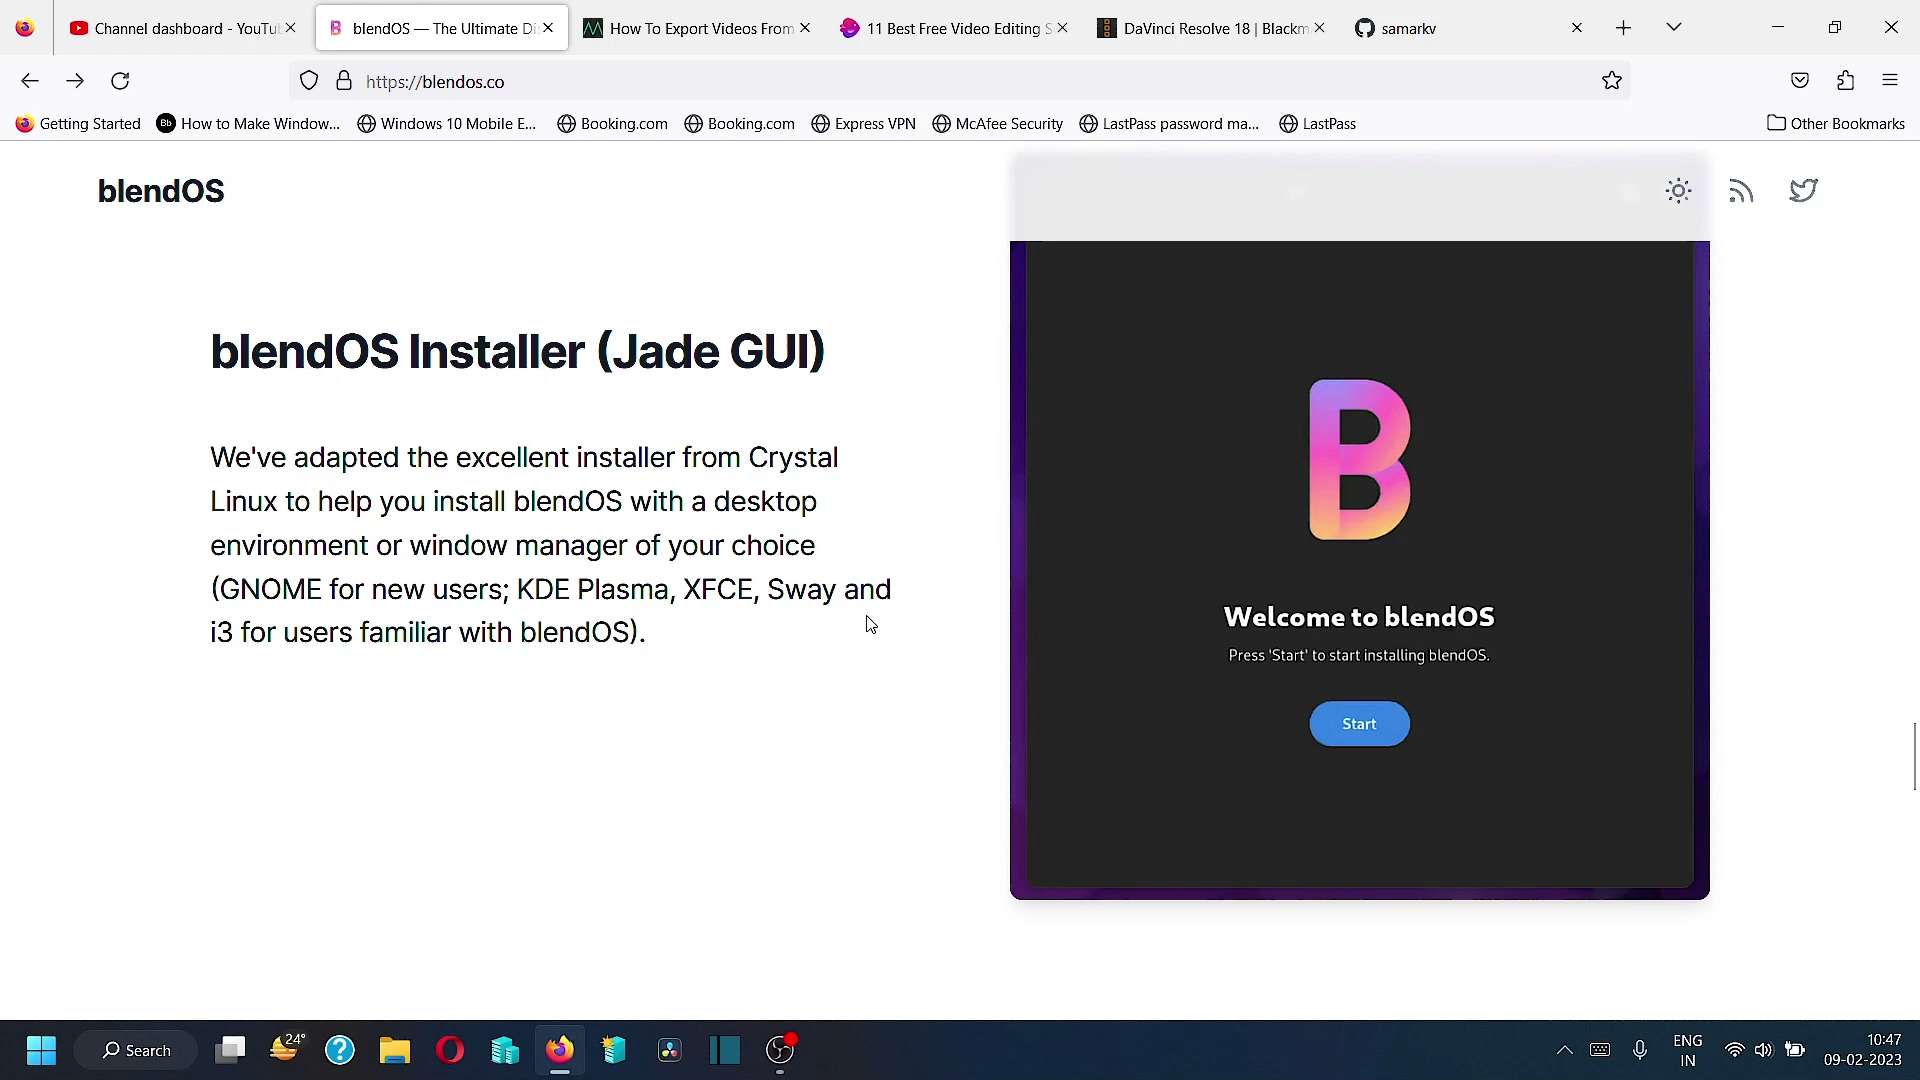 Channel dashboard - YouTu
blendOS — The Ultimate Di
How To Export Videos From
11 Best Free Video Editing S
DaVinci Resolve 18 | Blackm
samarkv
https://blendos.co
Getting Started
Bb
How to Make Window...
Windows 10 Mobile E...
Booking.com
Booking.com
Express VPN
McAfee Security
LastPass password ma...
LastPass
Other Bookmarks
blendOS
blendOS Installer (Jade GUI)
We've adapted the excellent installer from Crystal
Linux to help you install blendOS with a desktop
environment or window manager of your choice
(GNOME for new users; KDE Plasma, XFCE, Sway and
i3 for users familiar with blendOS).
B
Welcome to blendOS
Press 'Start' to start installing blendOS.
Start
Search
24°
ENG
IN
10:47
09-02-2023